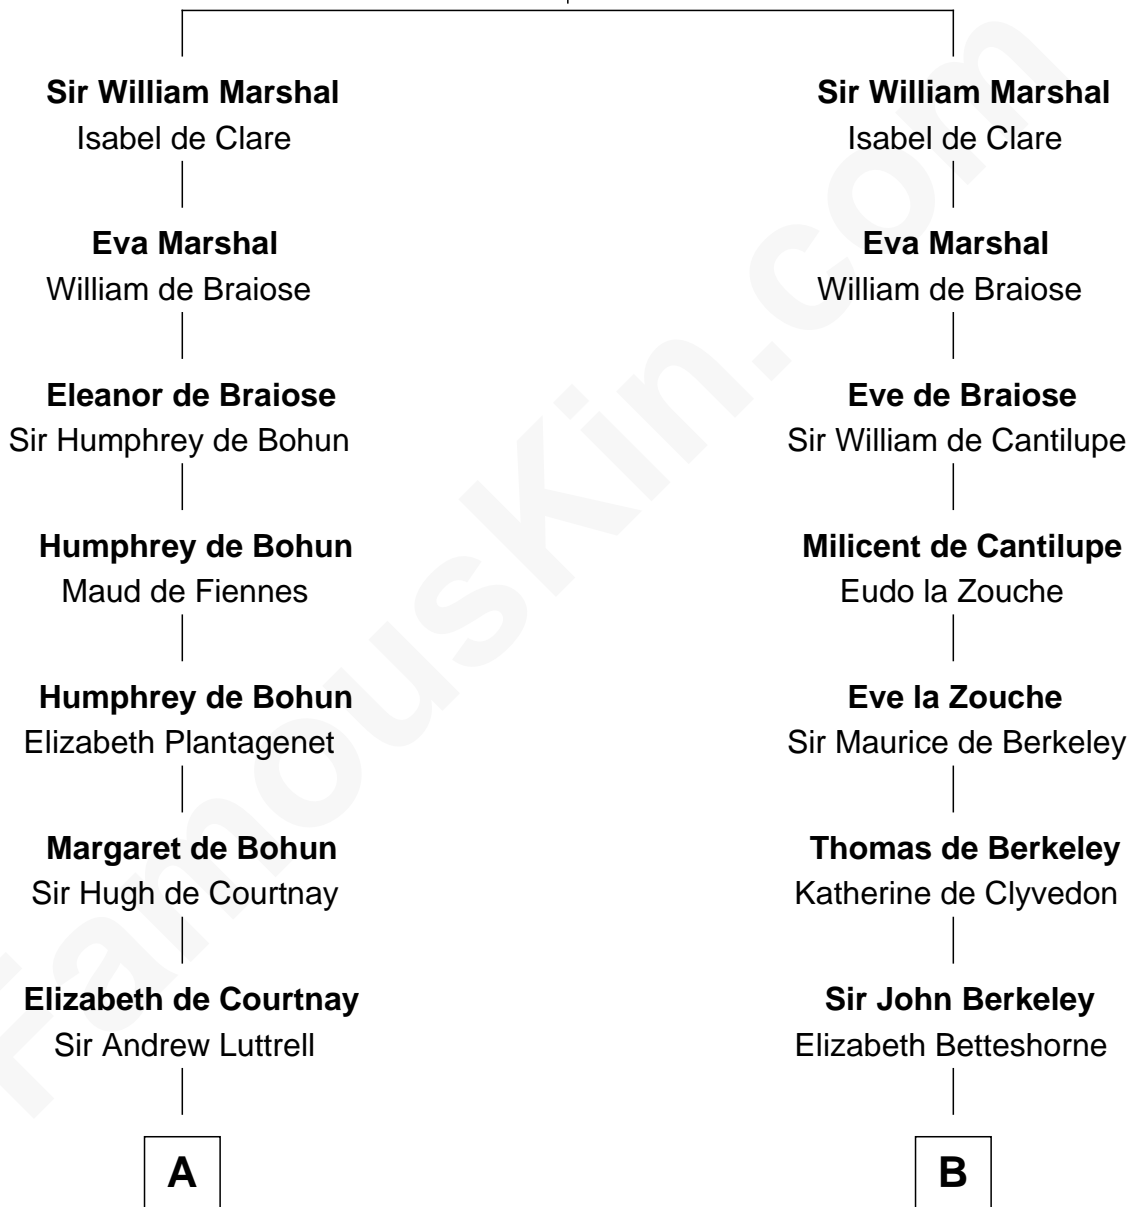 Sir William Marshal
Isabel de Clare
Eva Marshal
William de Braiose
Eleanor de Braiose
Sir Humphrey de Bohun
Humphrey de Bohun
Maud de Fiennes
Humphrey de Bohun
Elizabeth Plantagenet
Margaret de Bohun
Sir Hugh de Courtnay
Elizabeth de Courtnay
Sir Andrew Luttrell
A
Sir William Marshal
Isabel de Clare
Eva Marshal
William de Braiose
Eve de Braiose
Sir William de Cantilupe
Milicent de Cantilupe
Eudo la Zouche
Eve la Zouche
Sir Maurice de Berkeley
Thomas de Berkeley
Katherine de Clyvedon
Sir John Berkeley
Elizabeth Betteshorne
B
FamousKin.com